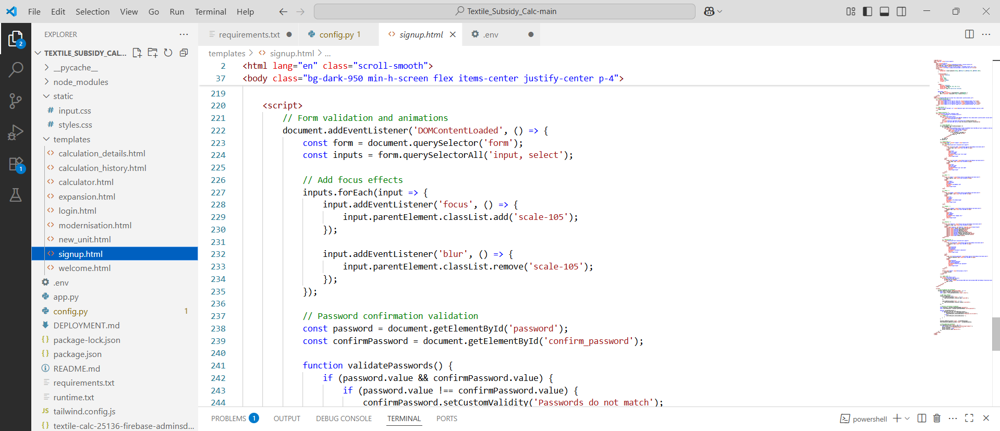 File Edit Selection View Go Run Terminal Help
Textile_Subsidy_Calc-main
EXPLORER
TEXTILE_SUBSIDY_CAL...
__pycache__
node_modules
static
input.css
styles.css
templates
calculation_details.html
calculation_history.html
calculator.html
expansion.html
login.html
modernisation.html
new_unit.html
signup.html
welcome.html
.env
app.py
config.py 1
DEPLOYMENT.md
package-lock.json
package.json
README.md
requirements.txt
runtime.txt
JS tailwind.config.js
textile-calc-25136-firebase-adminsd...
2
1
requirements.txt
config.py 1
signup.html
.env
templates > signup.html > ...
2 <html lang="en" class="scroll-smooth">
37 <body class="bg-dark-950 min-h-screen flex items-center justify-center p-4">
219
220 <script>
221 // Form validation and animations
222 document.addEventListener('DOMContentLoaded', () => {
223 const form = document.querySelector('form');
224 const inputs = form.querySelectorAll('input, select');
225
226 // Add focus effects
227 inputs.forEach(input => {
228 input.addEventListener('focus', () => {
229 input.parentElement.classList.add('scale-105');
230 });
231
232 input.addEventListener('blur', () => {
233 input.parentElement.classList.remove('scale-105');
234 });
235 });
236
237 // Password confirmation validation
238 const password = document.getElementById('password');
239 const confirmPassword = document.getElementById('confirm_password');
240
241 function validatePasswords() {
242 if (password.value && confirmPassword.value) {
243 if (password.value !== confirmPassword.value) {
244 confirmPassword.setCustomValidity('Passwords do not match');
PROBLEMS 1 OUTPUT DEBUG CONSOLE TERMINAL PORTS
powershell